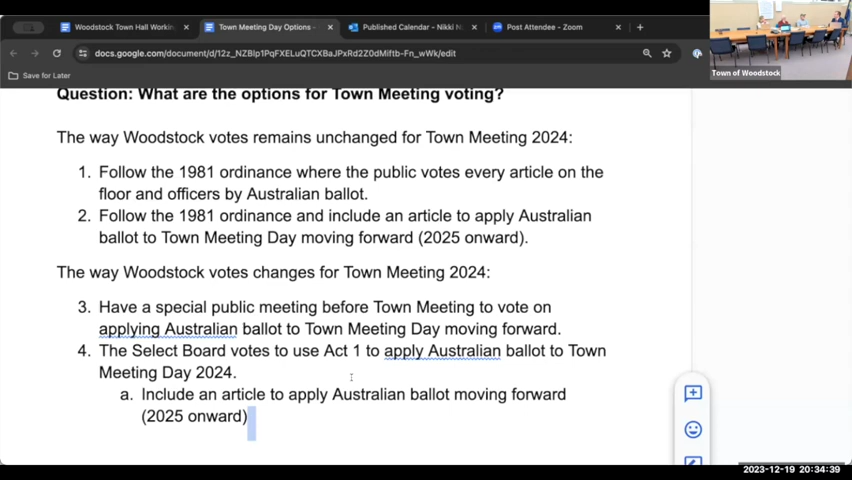 Woodstock Town Hall Workin
Town Meeting Day Options -
Published Calendar - Nikki N
Post Attendee - Zoom
docs.google.com/document/d/12z_NZBlp1PqFXELuQTCXBaJPxRd2Z0dMiftb-Fn_wWk/edit
Save for Later
Town of Woodstock
Question: What are the options for Town Meeting voting?
The way Woodstock votes remains unchanged for Town Meeting 2024:
1. Follow the 1981 ordinance where the public votes every article on the
floor and officers by Australian ballot.
2. Follow the 1981 ordinance and include an article to apply Australian
ballot to Town Meeting Day moving forward (2025 onward).
The way Woodstock votes changes for Town Meeting 2024:
3. Have a special public meeting before Town Meeting to vote on
applying Australian ballot to Town Meeting Day moving forward.
4. The Select Board votes to use Act 1 to apply Australian ballot to Town
Meeting Day 2024.
a. Include an article to apply Australian ballot moving forward
(2025 onward)
2023-12-19 20:34:39